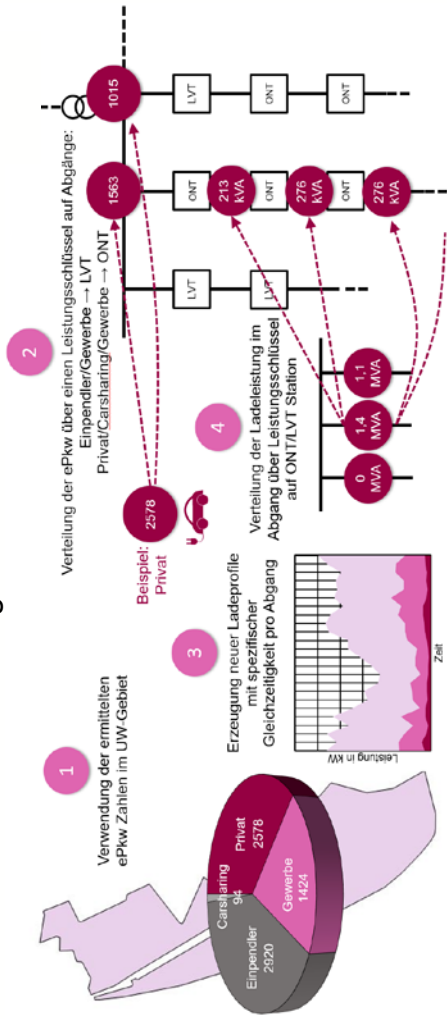 1
Verwendung der ermittelten
ePkw Zahlen im UW-Gebiet
Carsharing
94
Privat
2578
Gewerbe
1424
Einpendler
2920
2
Verteilung der ePkw über einen Leistungsschlüssel auf Abgänge:
Einpendler/Gewerbe → LVT
Privat/Carsharing/Gewerbe → ONT
Beispiel:
Privat
2578
1563
1015
LVT
LVT
ONT
213
kVA
ONT
276
kVA
ONT
276
kVA
LVT
ONT
ONT
3
Erzeugung neuer Ladeprofile
mit spezifischer
Gleichzeitigkeit pro Abgang
Leistung in kW
Zeit
4
Verteilung der Ladeleistung im
Abgang über Leistungsschlüssel
auf ONT/LVT Station
0
MVA
1,4
MVA
1,1
MVA